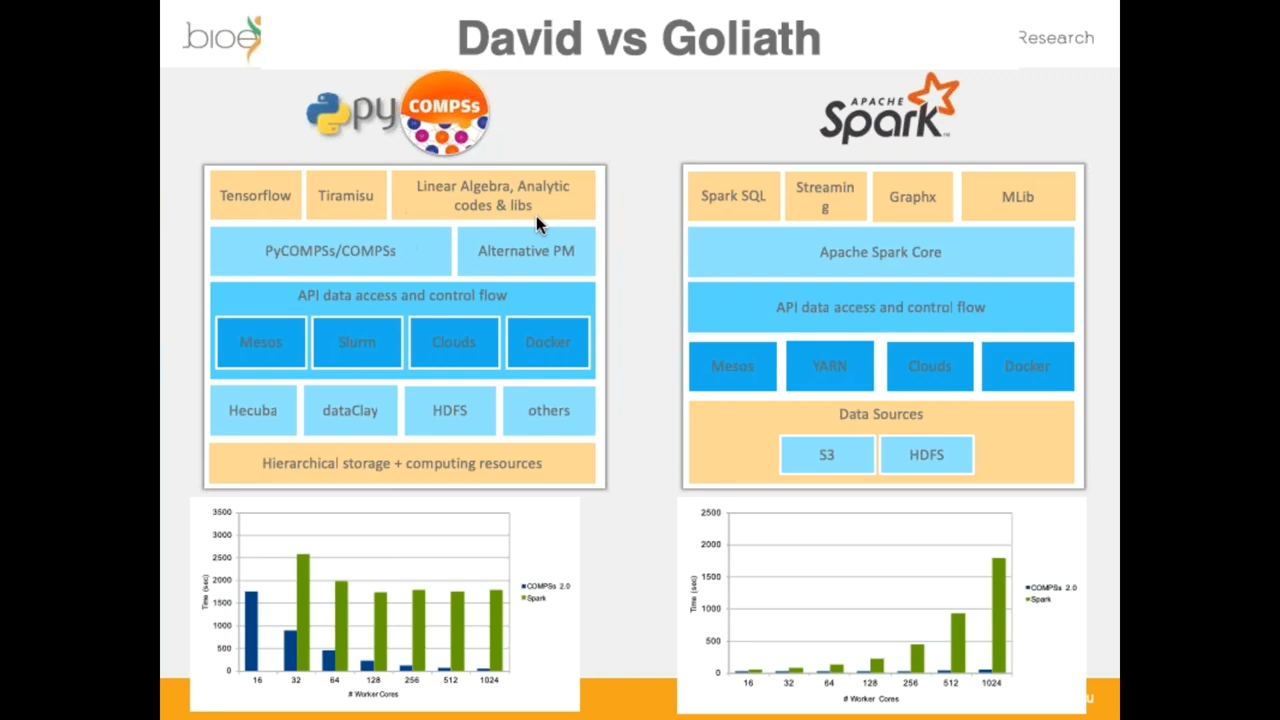 bioe
David vs Goliath
Research
py
COMPSs
APACHE
Spark
TM
Tensorflow
Tiramisu
Linear Algebra, Analytic
codes & libs
PyCOMPSs/COMPSs
Alternative PM
API data access and control flow
Mesos
Slurm
Clouds
Docker
Hecuba
dataClay
HDFS
others
Hierarchical storage + computing resources
Spark SQL
Streamin
g
Graphx
MLib
Apache Spark Core
API data access and control flow
Mesos
YARN
Clouds
Docker
Data Sources
S3
HDFS
3500
3000
2500
2000
1500
1000
500
0
Time (sec)
16 32 64 128 256 512 1024
# Worker Cores
COMPSs 2.0
Spark
2500
2000
1500
1000
500
0
Time (sec)
16 32 64 128 256 512 1024
# Worker Cores
COMPSs 2.0
Spark
u